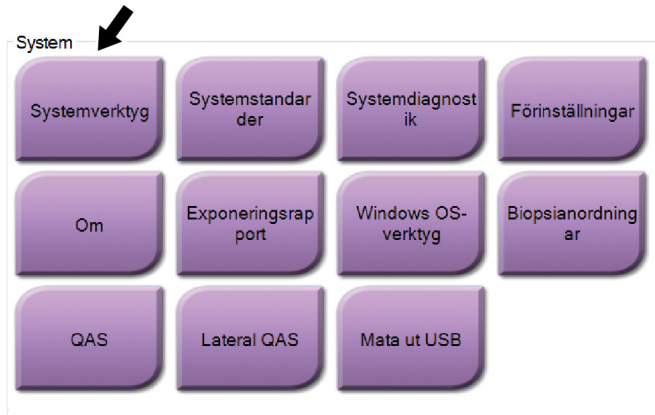 System
Systemverktyg
Systemstandar
der
Systemdiagnost
ik
Förinställningar
Om
Exponeringsrap
port
Windows OS-
verktyg
Biopsianordning
ar
QAS
Lateral QAS
Mata ut USB